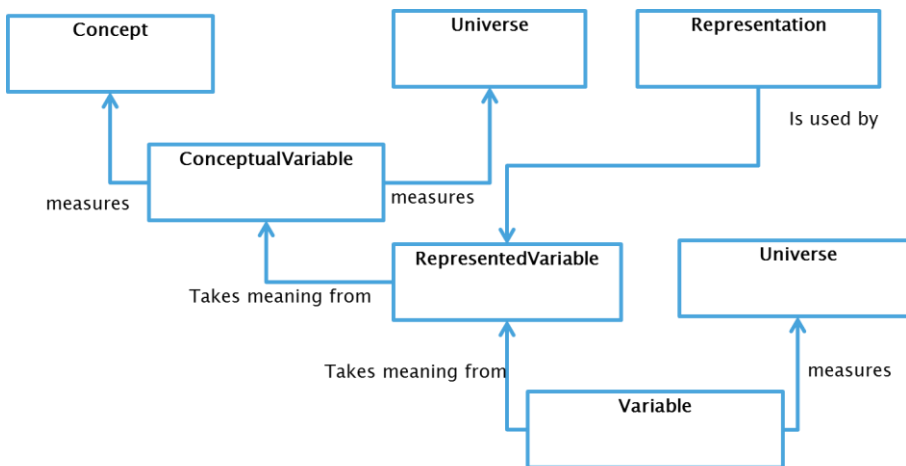 Concept
Universe
Representation
Is used by
ConceptualVariable
measures
measures
RepresentedVariable
Universe
Takes meaning from
Takes meaning from
measures
Variable